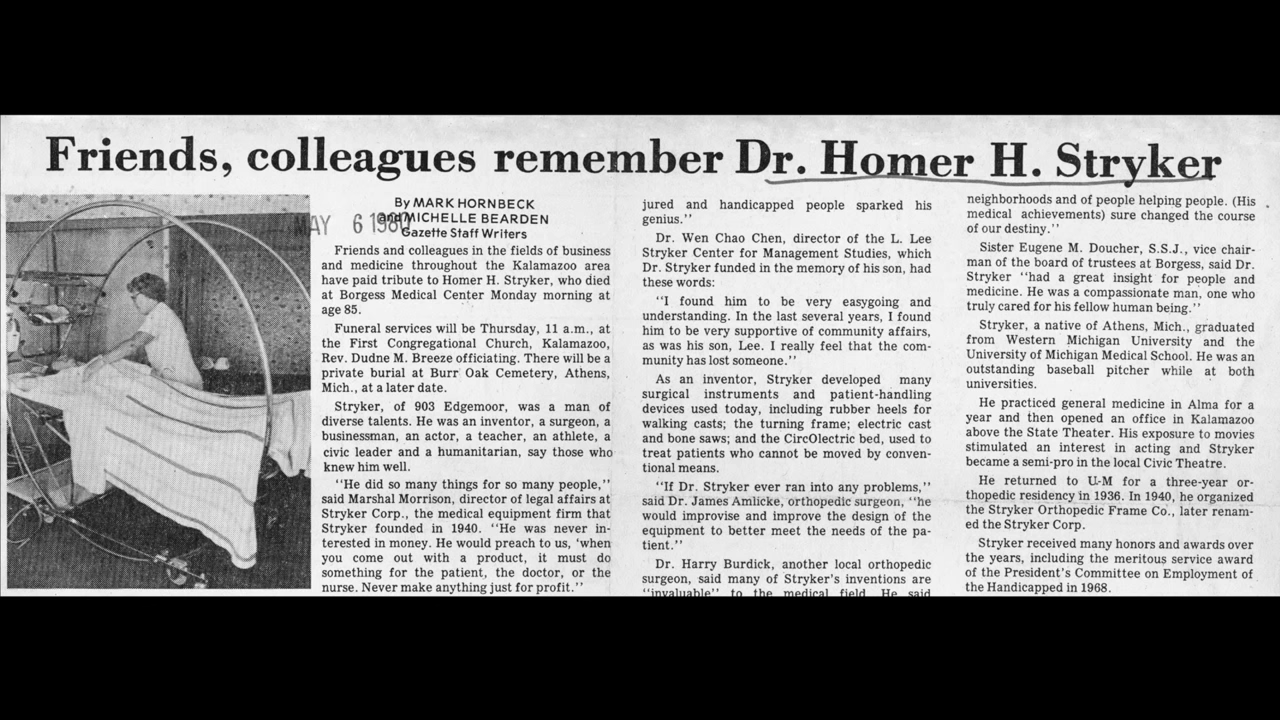 Friends, colleagues remember Dr. Homer H. Stryker
MAY 6 1980
By MARK HORNBECK
and MICHELLE BEARDEN
Gazette Staff Writers
Friends and colleagues in the fields of business
and medicine throughout the Kalamazoo area
have paid tribute to Homer H. Stryker, who died
at Borgess Medical Center Monday morning at
age 85.
Funeral services will be Thursday, 11 a.m., at
the First Congregational Church, Kalamazoo,
Rev. Dudne M. Breeze officiating. There will be a
private burial at Burr Oak Cemetery, Athens,
Mich., at a later date.
Stryker, of 903 Edgemoor, was a man of
diverse talents. He was an inventor, a surgeon, a
businessman, an actor, a teacher, an athlete, a
civic leader and a humanitarian, say those who
knew him well.
"He did so many things for so many people,"
said Marshal Morrison, director of legal affairs at
Stryker Corp., the medical equipment firm that
Stryker founded in 1940. "He was never in-
terested in money. He would preach to us, 'when
you come out with a product, it must do
something for the patient, the doctor, or the
nurse. Never make anything just for profit."
jured and handicapped people sparked his
genius."
Dr. Wen Chao Chen, director of the L. Lee
Stryker Center for Management Studies, which
Dr. Stryker funded in the memory of his son, had
these words:
"I found him to be very easygoing and
understanding. In the last several years, I found
him to be very supportive of community affairs,
as was his son, Lee. I really feel that the com-
munity has lost someone."
As an inventor, Stryker developed many
surgical instruments and patient-handling
devices used today, including rubber heels for
walking casts; the turning frame; electric cast
and bone saws; and the CircOlectric bed, used to
treat patients who cannot be moved by conven-
tional means.
"If Dr. Stryker ever ran into any problems,"
said Dr. James Amlicke, orthopedic surgeon, "he
would improvise and improve the design of the
equipment to better meet the needs of the pa-
tient."
Dr. Harry Burdick, another local orthopedic
surgeon, said many of Stryker's inventions are
"invaluable" to the medical field. He said
neighborhoods and of people helping people. (His
medical achievements) sure changed the course
of our destiny."
Sister Eugene M. Doucher, S.S.J., vice chair-
man of the board of trustees at Borgess, said Dr.
Stryker "had a great insight for people and
medicine. He was a compassionate man, one who
truly cared for his fellow human being."
Stryker, a native of Athens, Mich., graduated
from Western Michigan University and the
University of Michigan Medical School. He was an
outstanding baseball pitcher while at both
universities.
He practiced general medicine in Alma for a
year and then opened an office in Kalamazoo
above the State Theater. His exposure to movies
stimulated an interest in acting and Stryker
became a semi-pro in the local Civic Theatre.
He returned to U-M for a three-year or-
thopedic residency in 1936. In 1940, he organized
the Stryker Orthopedic Frame Co., later renam-
ed the Stryker Corp.
Stryker received many honors and awards over
the years, including the meritous service award
of the President's Committee on Employment of
the Handicapped in 1968.